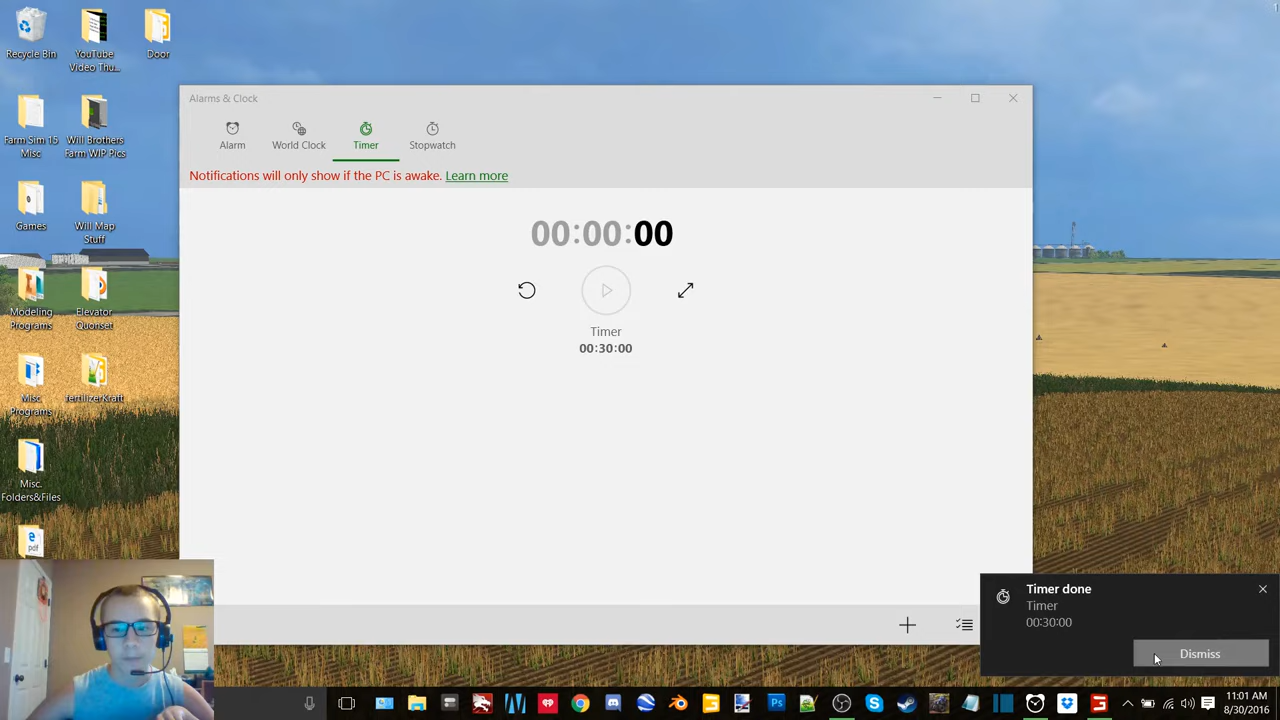 1
Recycle Bin
YouTube
Video Thu...
Door
Farm Sim 15
Misc
Will Brothers
Farm WIP Pics
Games
Will Map
Stuff
Modeling
Programs
Elevator
Quonset
Misc.
Programs
fertilizerKraft
Misc.
Folders&Files
pdf
Alarms & Clock
Alarm
World Clock
Timer
Stopwatch
Notifications will only show if the PC is awake. Learn more
00:00:00
Timer
00:30:00
Timer done
Timer
00:30:00
Dismiss
11:01 AM
8/30/2016